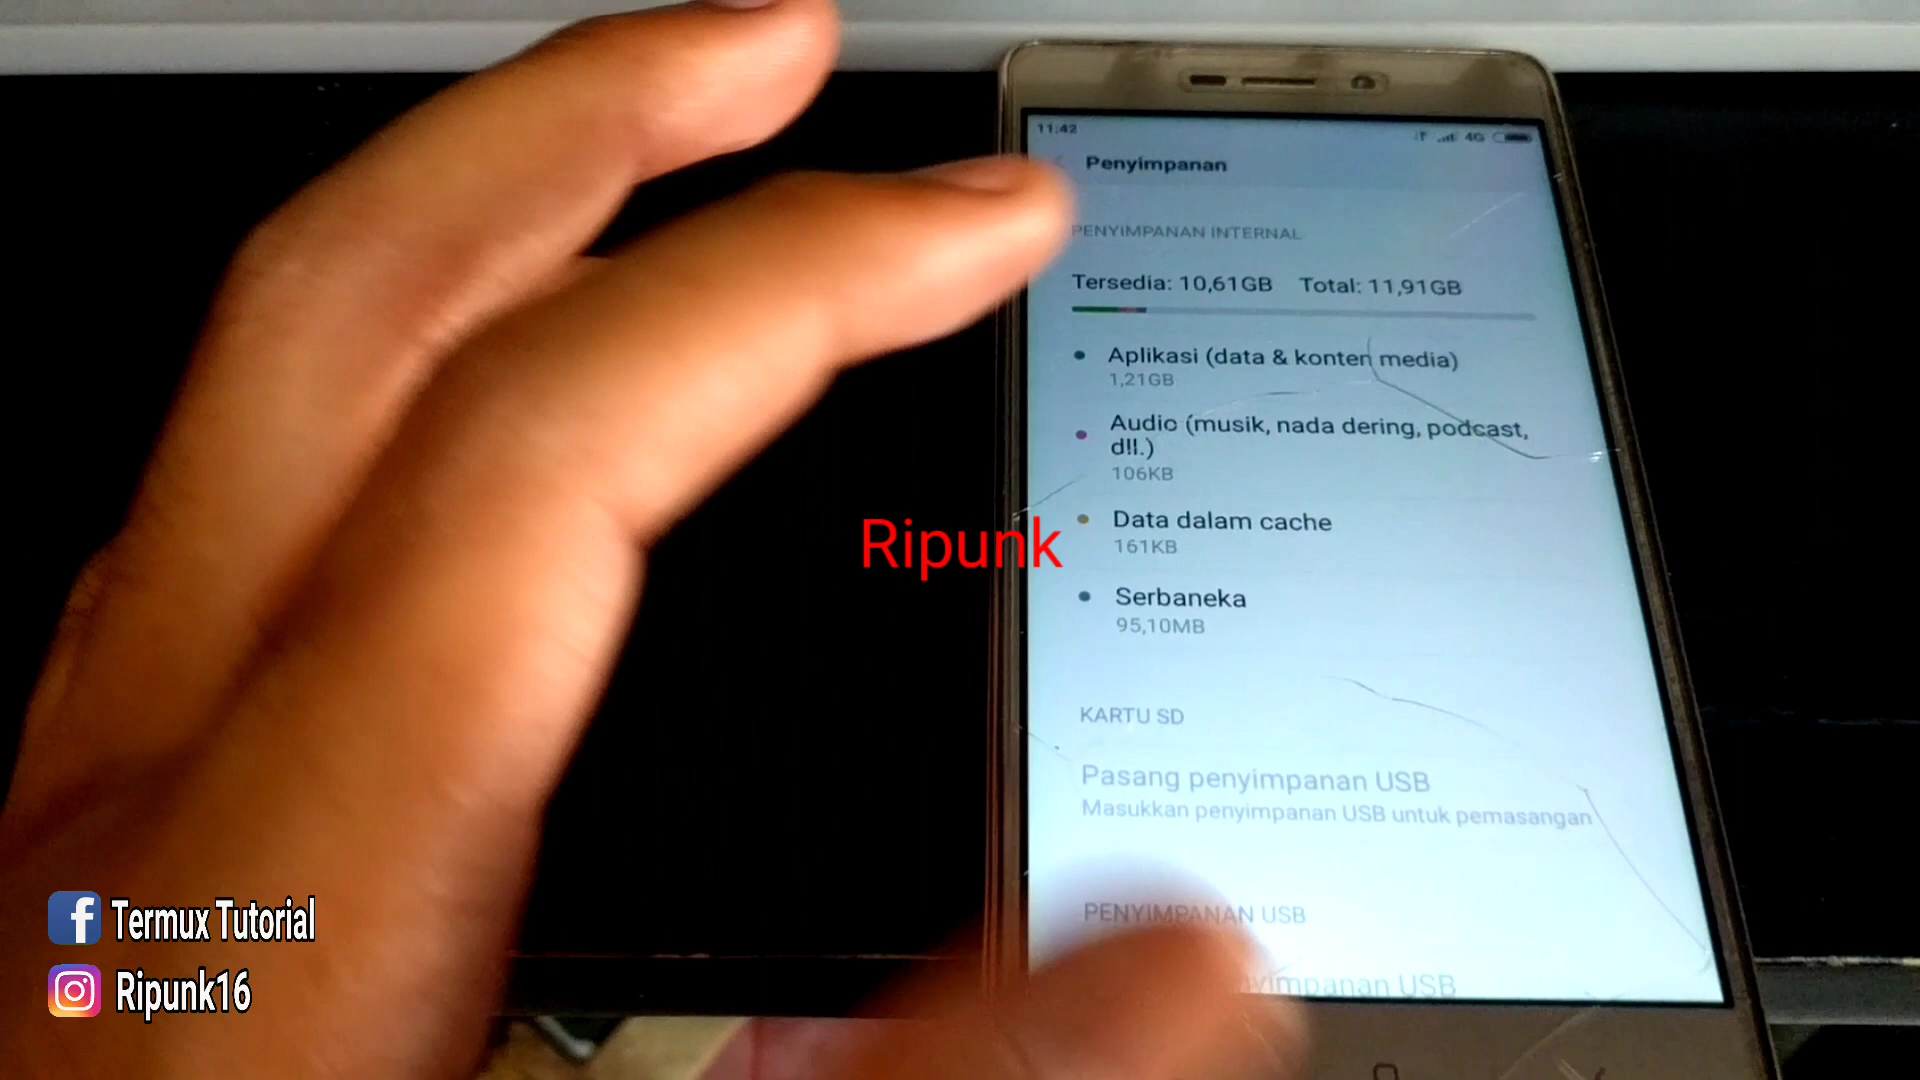 11:42
4G
Penyimpanan
PENYIMPANAN INTERNAL
Tersedia: 10,61GB Total: 11,91GB
Aplikasi (data & konten media)
1,21GB
Audio (musik, nada dering, podcast,
dll.)
106KB
Data dalam cache
161KB
Serbaneka
95,10MB
KARTU SD
Pasang penyimpanan USB
Masukkan penyimpanan USB untuk pemasangan
PENYIMPANAN USB
USB
Ripunk
Termux Tutorial
Ripunk16